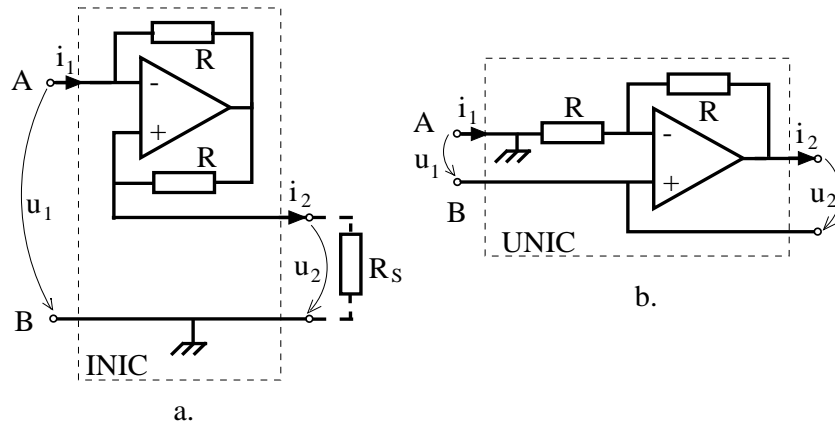 i1
A
R
-
+
R
i2
u1
u2
RS
B
INIC
a.
i1
A
R
R
-
i2
u1
+
u2
B
UNIC
b.